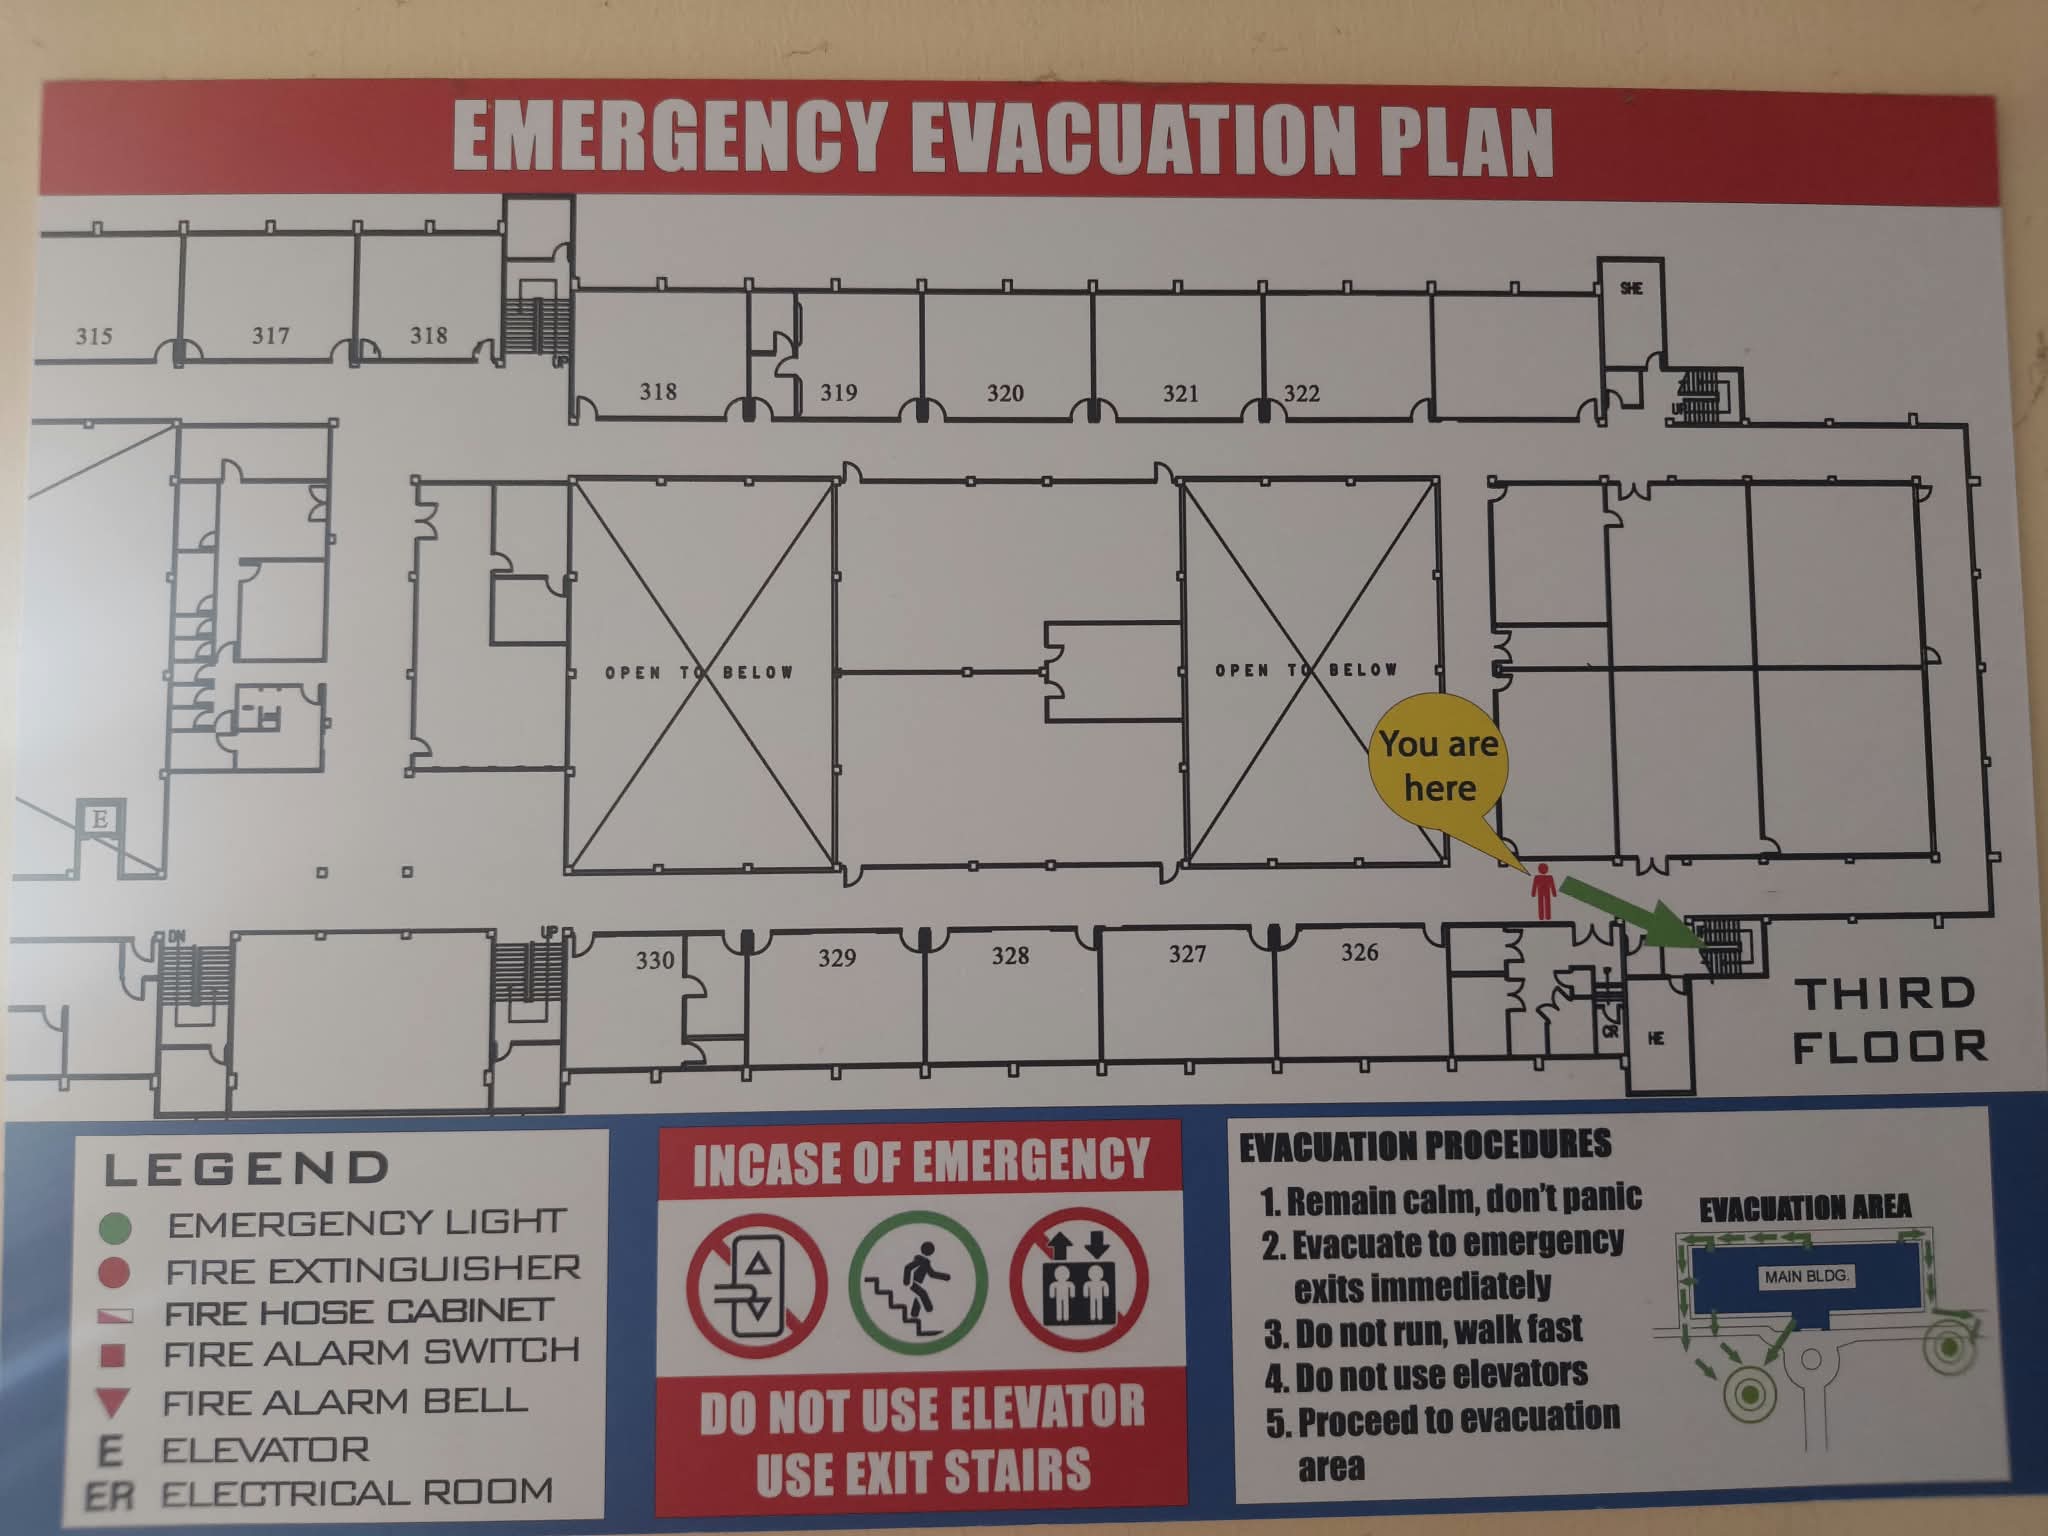 EMERGENCY EVACUATION PLAN
SHE
315
317
318
UP
318
319
320
321
322
UP
OPEN TO BELOW
OPEN TO BELOW
You are
here
E
DN
UP
330
329
328
327
326
HE
THIRD
FLOOR
LEGEND
EMERGENCY LIGHT
FIRE EXTINGUISHER
FIRE HOSE CABINET
FIRE ALARM SWITCH
FIRE ALARM BELL
E ELEVATOR
ER ELECTRICAL ROOM
INCASE OF EMERGENCY
DO NOT USE ELEVATOR
USE EXIT STAIRS
EVACUATION PROCEDURES
1. Remain calm, don't panic
2. Evacuate to emergency
exits immediately
3. Do not run, walk fast
4. Do not use elevators
5. Proceed to evacuation
area
EVACUATION AREA
MAIN BLDG.